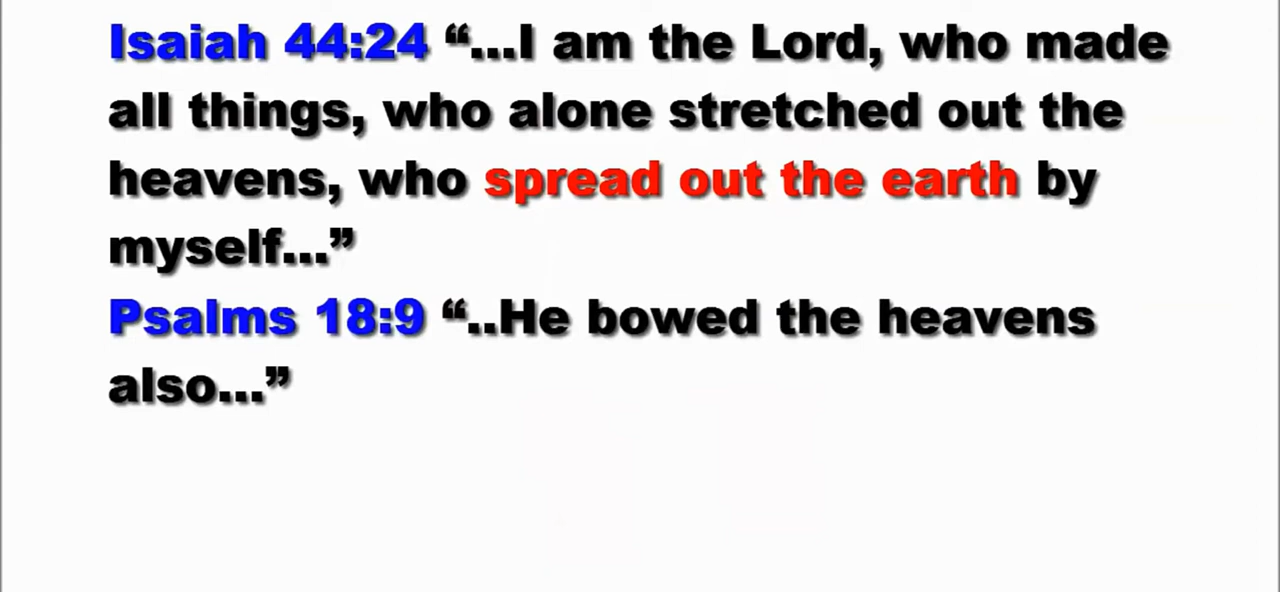 Isaiah 44:24 “...I am the Lord, who made
all things, who alone stretched out the
heavens, who spread out the earth by
myself...”
Psalms 18:9 “..He bowed the heavens
also...”